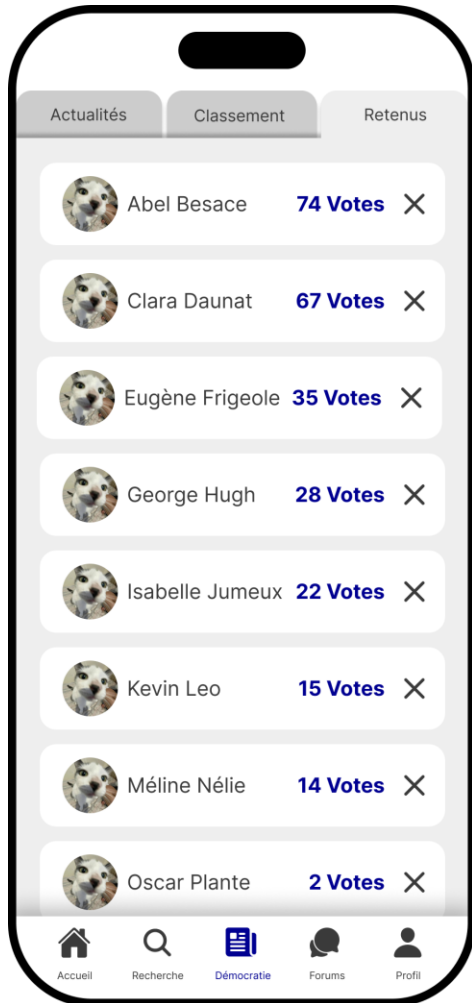 Actualités Classement Retenus
Abel Besace 74 Votes
Clara Daunat 67 Votes
Eugène Frigeole 35 Votes
George Hugh 28 Votes
Isabelle Jumeux 22 Votes
Kevin Leo 15 Votes
Méline Nélie 14 Votes
Oscar Plante 2 Votes
Accueil Recherche Démocratie Forums Profil